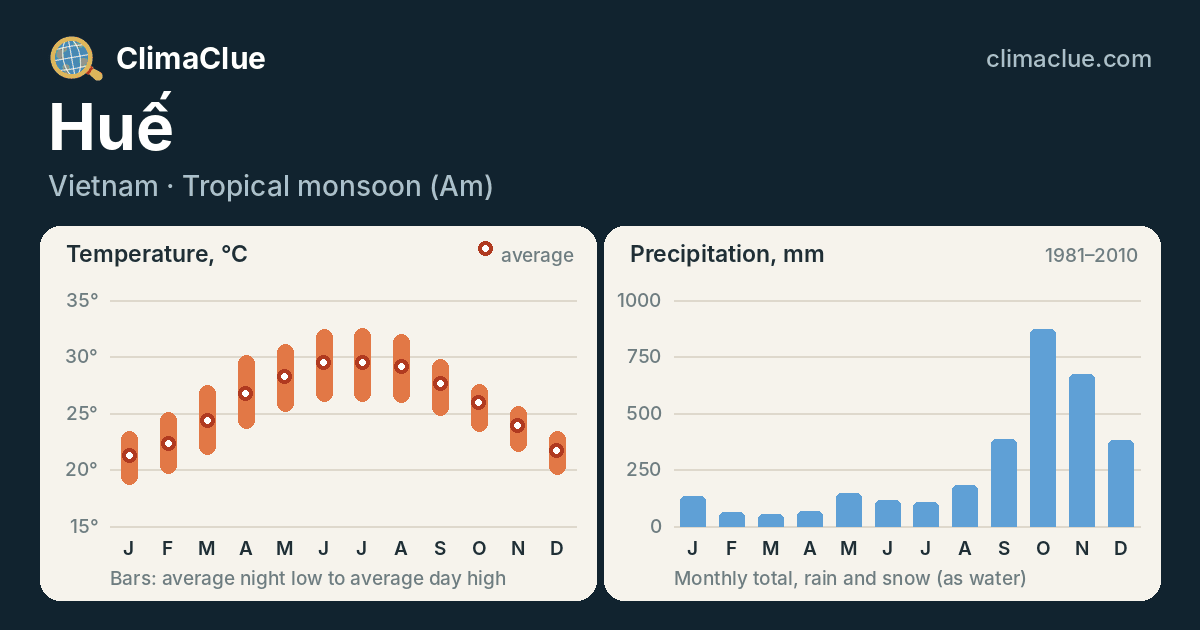 ClimaClue
climaclue.com
Huế
Vietnam · Tropical monsoon (Am)
Temperature, °C
average
35°
30°
25°
20°
15°
J F M A M J J A S O N D
Bars: average night low to average day high
Precipitation, mm
1981–2010
1000
750
500
250
0
J F M A M J J A S O N D
Monthly total, rain and snow (as water)